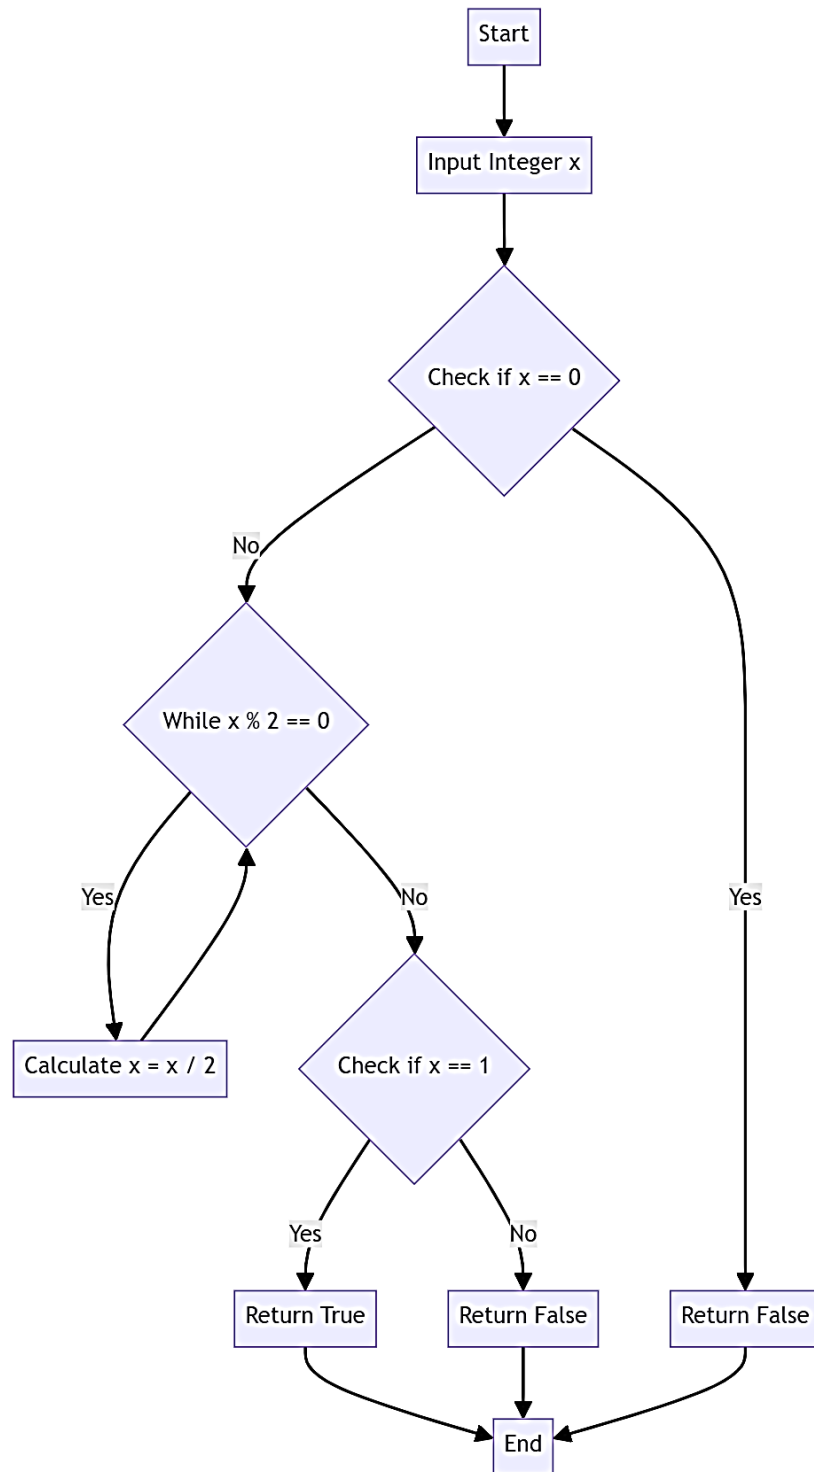 Start
Input Integer x
Check if x == 0
No
While x % 2 == 0
Yes
No
Yes
Calculate x = x / 2
Check if x == 1
Yes
No
Return True
Return False
Return False
End